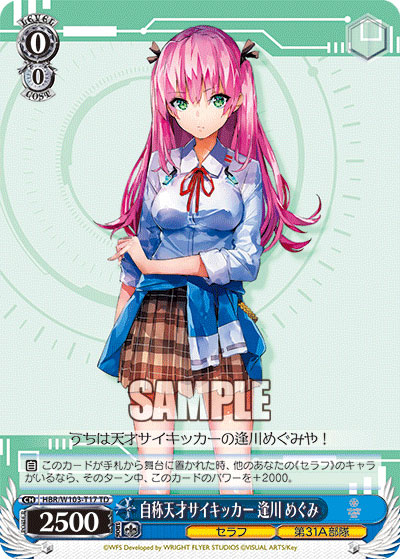 LEVEL
0
0
COST
SAMPLE
うちは天才サイキッカーの逢川めぐみや！
このカードが手札から舞台に置かれた時、他のあなたの《セラフ》のキャラ
がいるなら、そのターン中、このカードのパワーを＋2000。
CH HBR/W103-T17 TD
2500
自称天才サイキッカー 逢川 めぐみ
セラフ 第31A部隊
©WFS Developed by WRIGHT FLYER STUDIOS ©VISUAL ARTS/Key